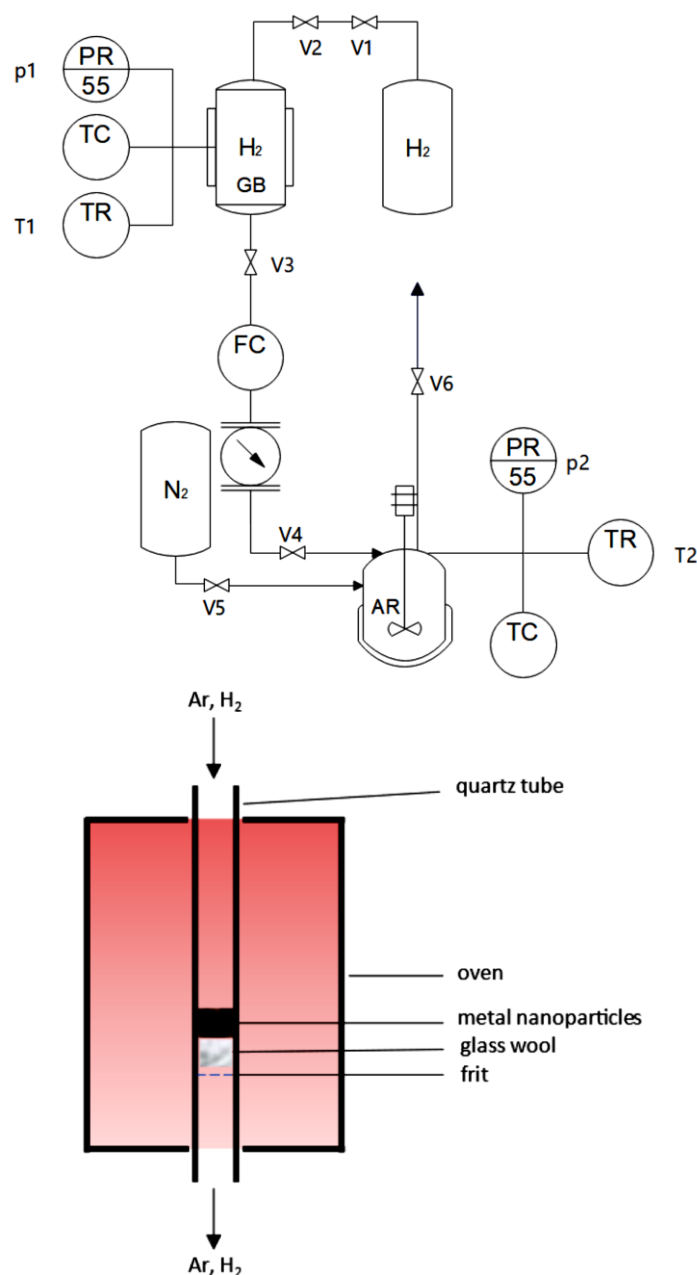 V2 V1
p1 PR
55
TC
H2
GB
H2
T1 TR
V3
FC
V6
N2
PR
55 p2
V4
TR T2
V5
AR
TC
Ar, H2
quartz tube
oven
metal nanoparticles
glass wool
frit
Ar, H2